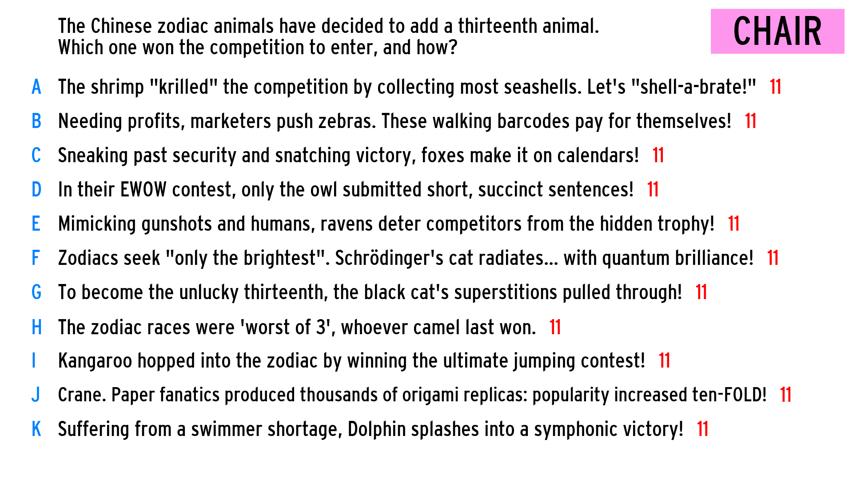 The Chinese zodiac animals have decided to add a thirteenth animal.
Which one won the competition to enter, and how?
CHAIR
A The shrimp "krilled" the competition by collecting most seashells. Let's "shell-a-brate!" 11
B Needing profits, marketers push zebras. These walking barcodes pay for themselves! 11
C Sneaking past security and snatching victory, foxes make it on calendars! 11
D In their EWOW contest, only the owl submitted short, succinct sentences! 11
E Mimicking gunshots and humans, ravens deter competitors from the hidden trophy! 11
F Zodiacs seek "only the brightest". Schrödinger's cat radiates... with quantum brilliance! 11
G To become the unlucky thirteenth, the black cat's superstitions pulled through! 11
H The zodiac races were 'worst of 3', whoever camel last won. 11
I Kangaroo hopped into the zodiac by winning the ultimate jumping contest! 11
J Crane. Paper fanatics produced thousands of origami replicas: popularity increased ten-FOLD! 11
K Suffering from a swimmer shortage, Dolphin splashes into a symphonic victory! 11